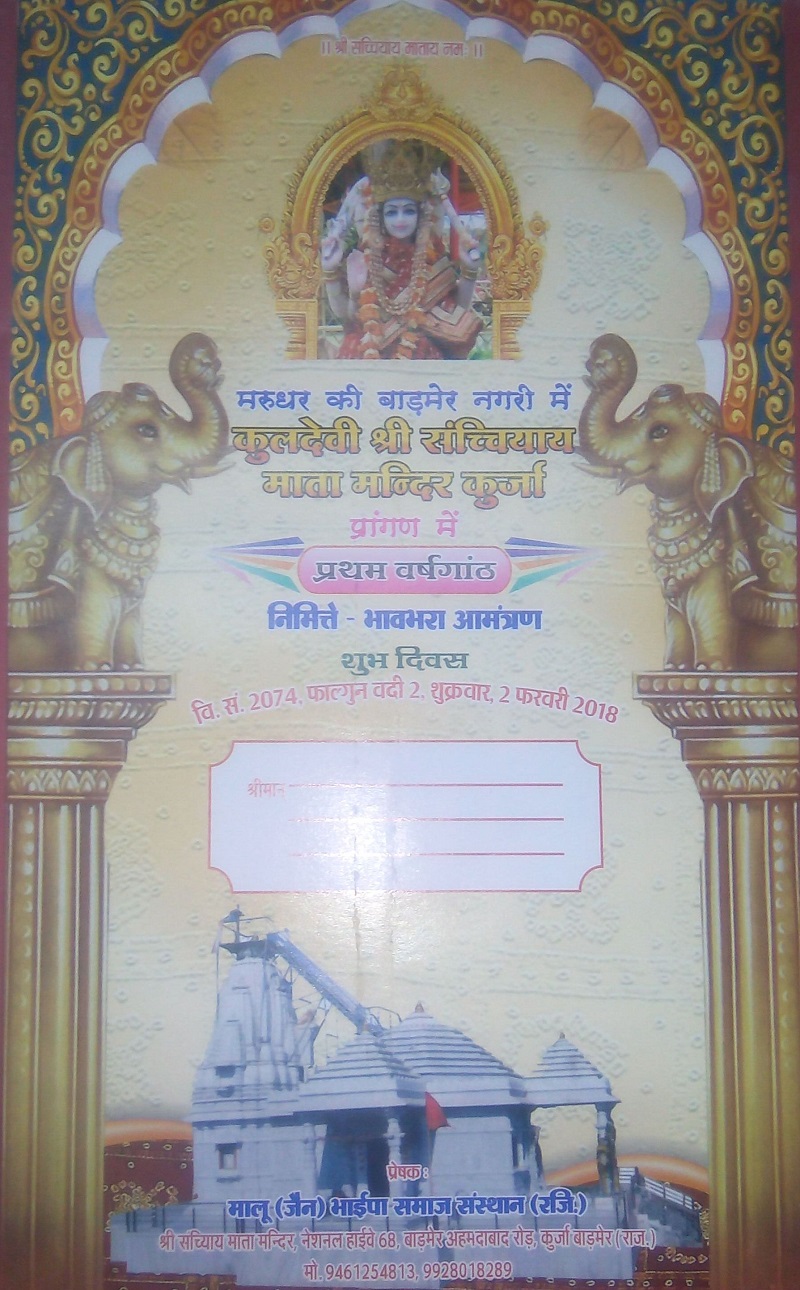 ।। श्री सच्चियाय माताय नमः ।।
मरुधर की बाड़मेर नगरी में
कुलदेवी श्री सच्चियाय
माता मन्दिर कुर्जा
प्रांगण में
प्रथम वर्षगांठ
निमित्ते - भावभरा आमंत्रण
शुभ दिवस
वि. सं. 2074, फाल्गुन वदी 2, शुक्रवार, 2 फरवरी 2018
श्रीमान
प्रेषक :
मालू (जैन) भाईपा समाज संस्थान (रजि.)
श्री सच्चियाय माता मन्दिर, नेशनल हाईवे 68, बाड़मेर अहमदाबाद रोड़, कुर्जा बाड़मेर (राज.)
मो. 9461254813, 9928018289